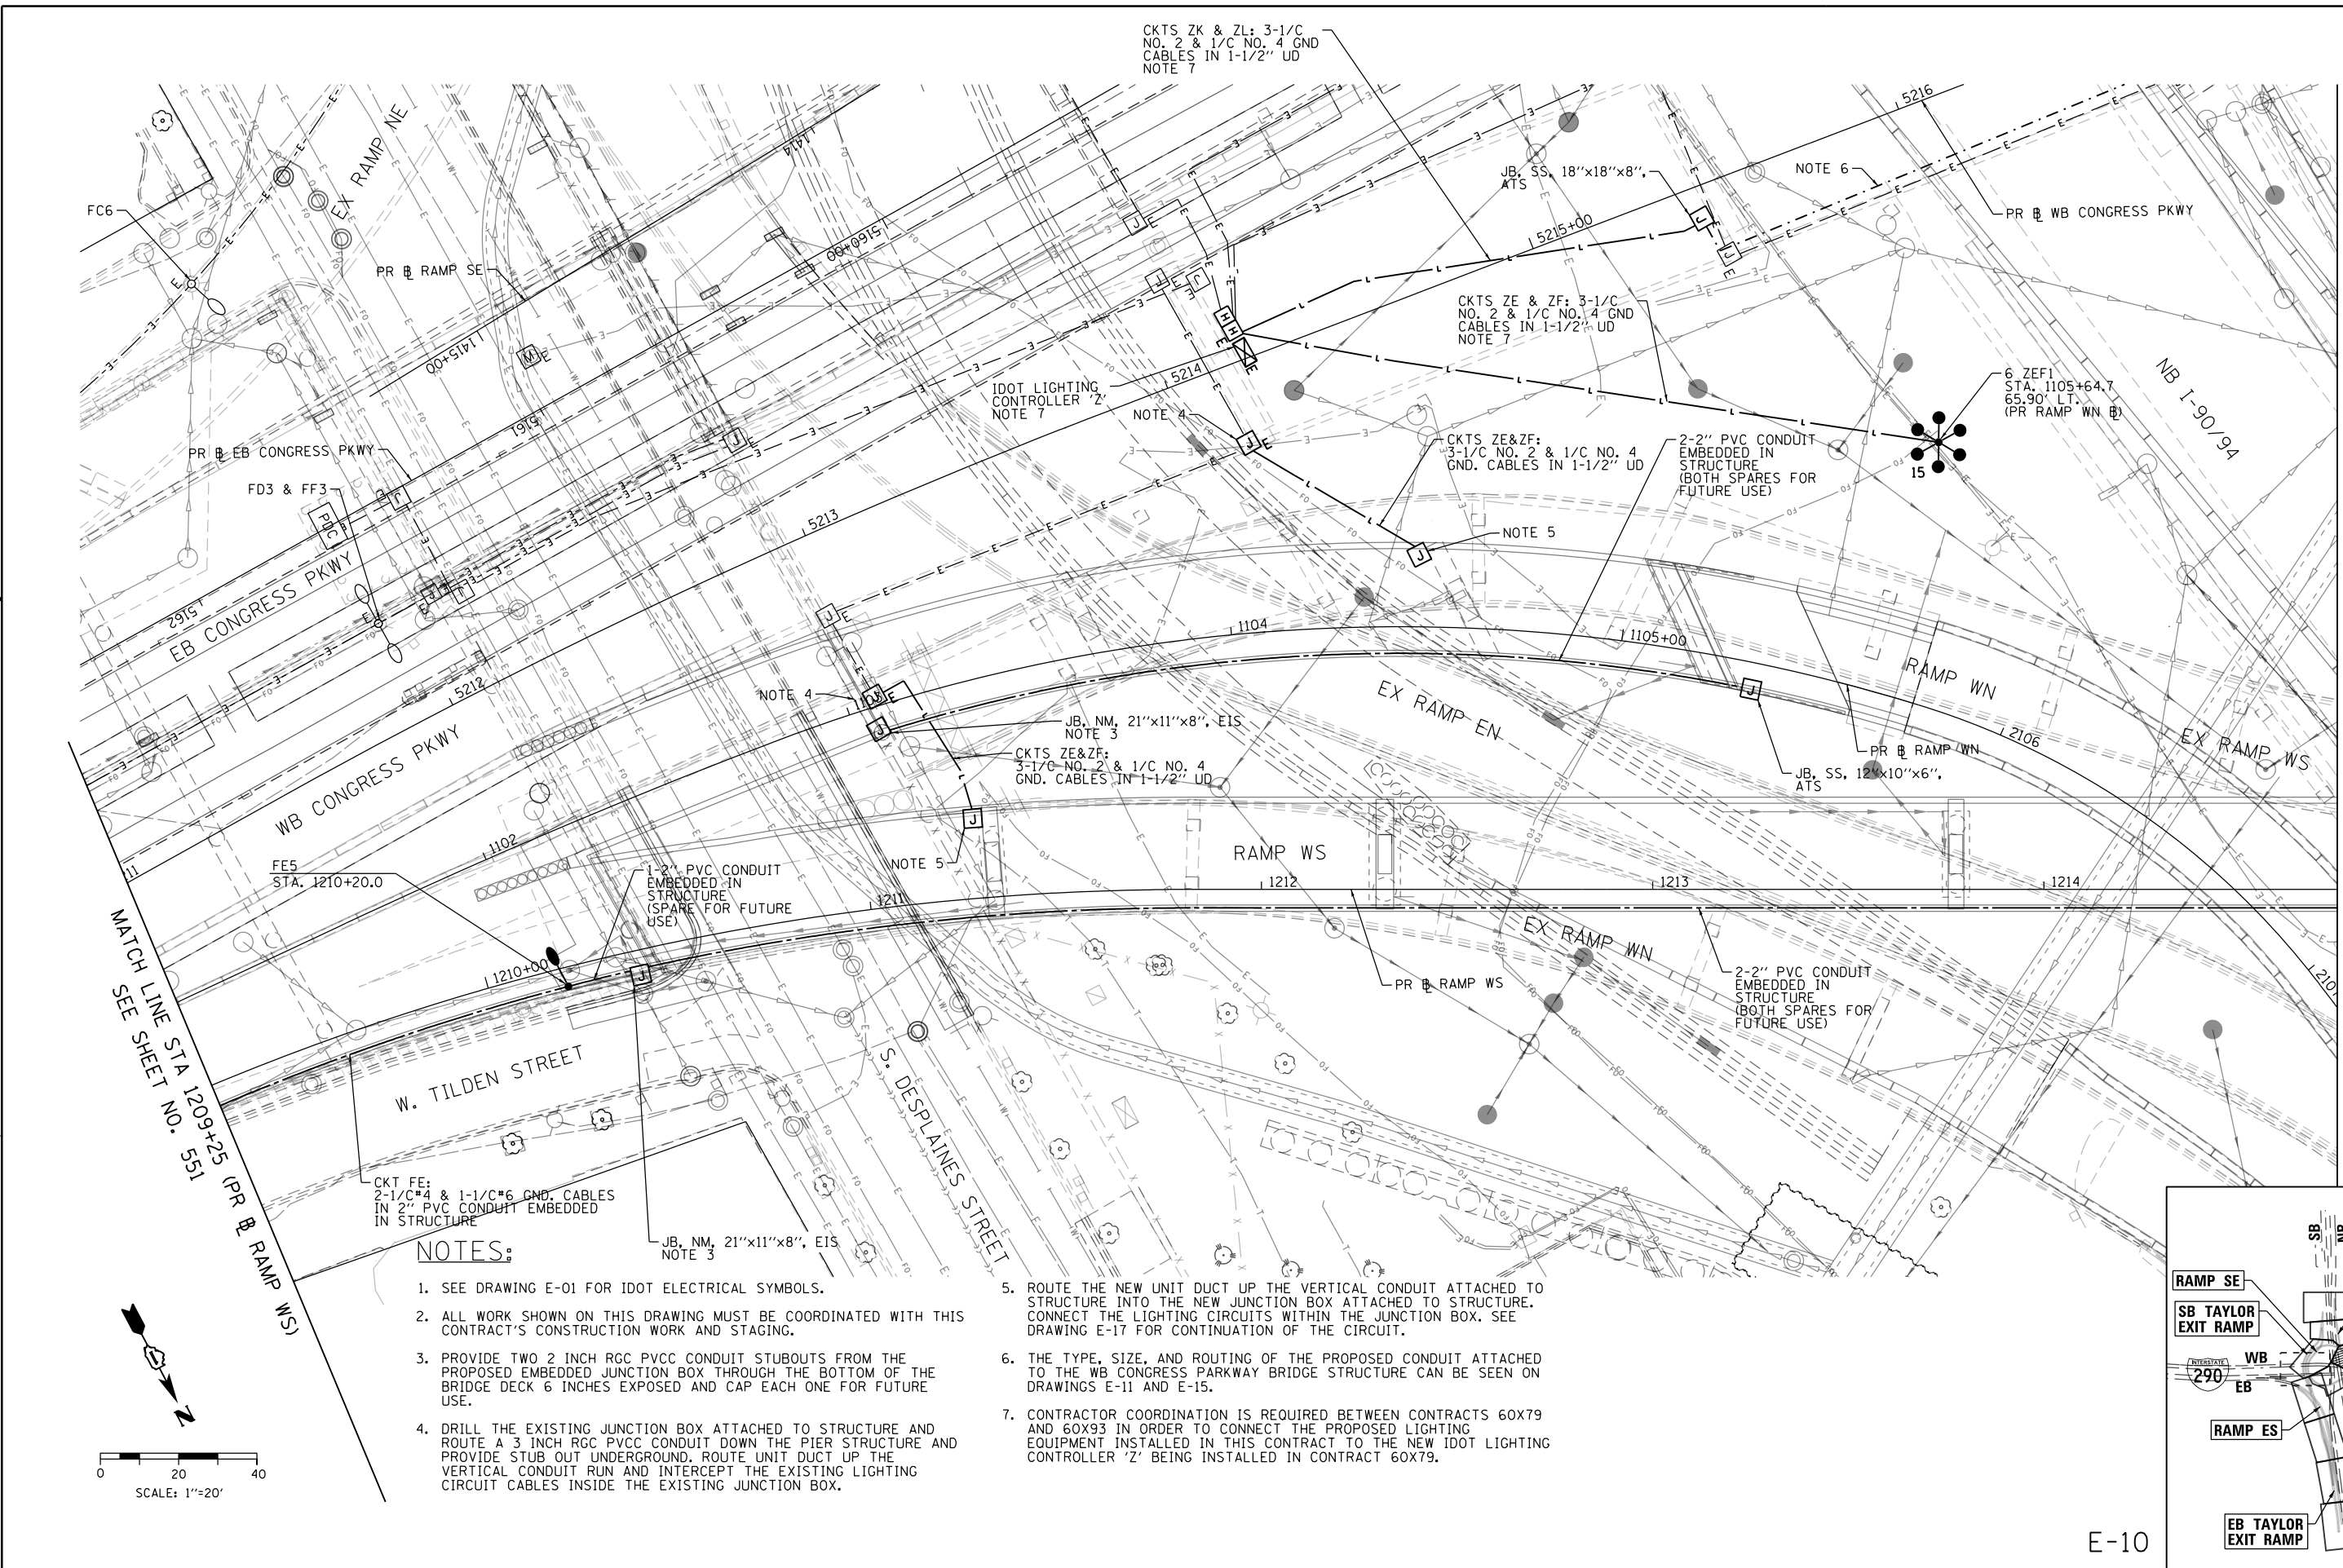 CKTS ZK & ZL: 3-1/C
NO. 2 & 1/C NO. 4 GND
CABLES IN 1-1/2" UD
NOTE 7
5216
EX RAMP NE
FC6
JB, SS, 18"x18"x8",
ATS
NOTE 6
PR ⅊ WB CONGRESS PKWY
1414
5160+00
5215+00
PR ⅊ RAMP SE
1415+00
CKTS ZE & ZF: 3-1/C
NO. 2 & 1/C NO. 4 GND
CABLES IN 1-1/2" UD
NOTE 7
IDOT LIGHTING
CONTROLLER 'Z'
NOTE 7
5214
NOTE 4
6 ZEF1
STA. 1105+64.7
65.90' LT.
(PR RAMP WN ⅊)
15
NB I-90/94
5161
PR ⅊ EB CONGRESS PKWY
FD3 & FF3
PDC
CKTS ZE&ZF:
3-1/C NO. 2 & 1/C NO. 4
GND. CABLES IN 1-1/2" UD
2-2" PVC CONDUIT
EMBEDDED IN
STRUCTURE
(BOTH SPARES FOR
FUTURE USE)
5213
NOTE 5
5162
EB CONGRESS PKWY
1104
1105+00
RAMP WN
5212
NOTE 4
1103
EX RAMP EN
JB, NM, 21"x11"x8", EIS
NOTE 3
CKTS ZE&ZF:
3-1/C NO. 2 & 1/C NO. 4
GND. CABLES IN 1-1/2" UD
PR ⅊ RAMP WN
2106
EX RAMP WS
JB, SS, 12"x10"x6",
ATS
WB CONGRESS PKWY
1102
RAMP WS
NOTE 5
FE5
STA. 1210+20.0
1-2" PVC CONDUIT
EMBEDDED IN
STRUCTURE
(SPARE FOR FUTURE
USE)
1211
1212
1213
1214
EX RAMP WN
1210+00
PR ⅊ RAMP WS
2-2" PVC CONDUIT
EMBEDDED IN
STRUCTURE
(BOTH SPARES FOR
FUTURE USE)
2107
MATCH LINE STA 1209+25 (PR ⅊ RAMP WS)
SEE SHEET NO. 551
W. TILDEN STREET
S. DESPLAINES STREET
CKT FE:
2-1/C#4 & 1-1/C#6 GND. CABLES
IN 2" PVC CONDUIT EMBEDDED
IN STRUCTURE
JB, NM, 21"x11"x8", EIS
NOTE 3
NOTES:
1. SEE DRAWING E-01 FOR IDOT ELECTRICAL SYMBOLS.
2. ALL WORK SHOWN ON THIS DRAWING MUST BE COORDINATED WITH THIS
CONTRACT'S CONSTRUCTION WORK AND STAGING.
3. PROVIDE TWO 2 INCH RGC PVCC CONDUIT STUBOUTS FROM THE
PROPOSED EMBEDDED JUNCTION BOX THROUGH THE BOTTOM OF THE
BRIDGE DECK 6 INCHES EXPOSED AND CAP EACH ONE FOR FUTURE
USE.
4. DRILL THE EXISTING JUNCTION BOX ATTACHED TO STRUCTURE AND
ROUTE A 3 INCH RGC PVCC CONDUIT DOWN THE PIER STRUCTURE AND
PROVIDE STUB OUT UNDERGROUND. ROUTE UNIT DUCT UP THE
VERTICAL CONDUIT RUN AND INTERCEPT THE EXISTING LIGHTING
CIRCUIT CABLES INSIDE THE EXISTING JUNCTION BOX.
5. ROUTE THE NEW UNIT DUCT UP THE VERTICAL CONDUIT ATTACHED TO
STRUCTURE INTO THE NEW JUNCTION BOX ATTACHED TO STRUCTURE.
CONNECT THE LIGHTING CIRCUITS WITHIN THE JUNCTION BOX. SEE
DRAWING E-17 FOR CONTINUATION OF THE CIRCUIT.
6. THE TYPE, SIZE, AND ROUTING OF THE PROPOSED CONDUIT ATTACHED
TO THE WB CONGRESS PARKWAY BRIDGE STRUCTURE CAN BE SEEN ON
DRAWINGS E-11 AND E-15.
7. CONTRACTOR COORDINATION IS REQUIRED BETWEEN CONTRACTS 60X79
AND 60X93 IN ORDER TO CONNECT THE PROPOSED LIGHTING
EQUIPMENT INSTALLED IN THIS CONTRACT TO THE NEW IDOT LIGHTING
CONTROLLER 'Z' BEING INSTALLED IN CONTRACT 60X79.
N
0 20 40
SCALE: 1"=20'
SB
NB
RAMP SE
SB TAYLOR
EXIT RAMP
WB
INTERSTATE
290
EB
RAMP ES
EB TAYLOR
EXIT RAMP
E-10